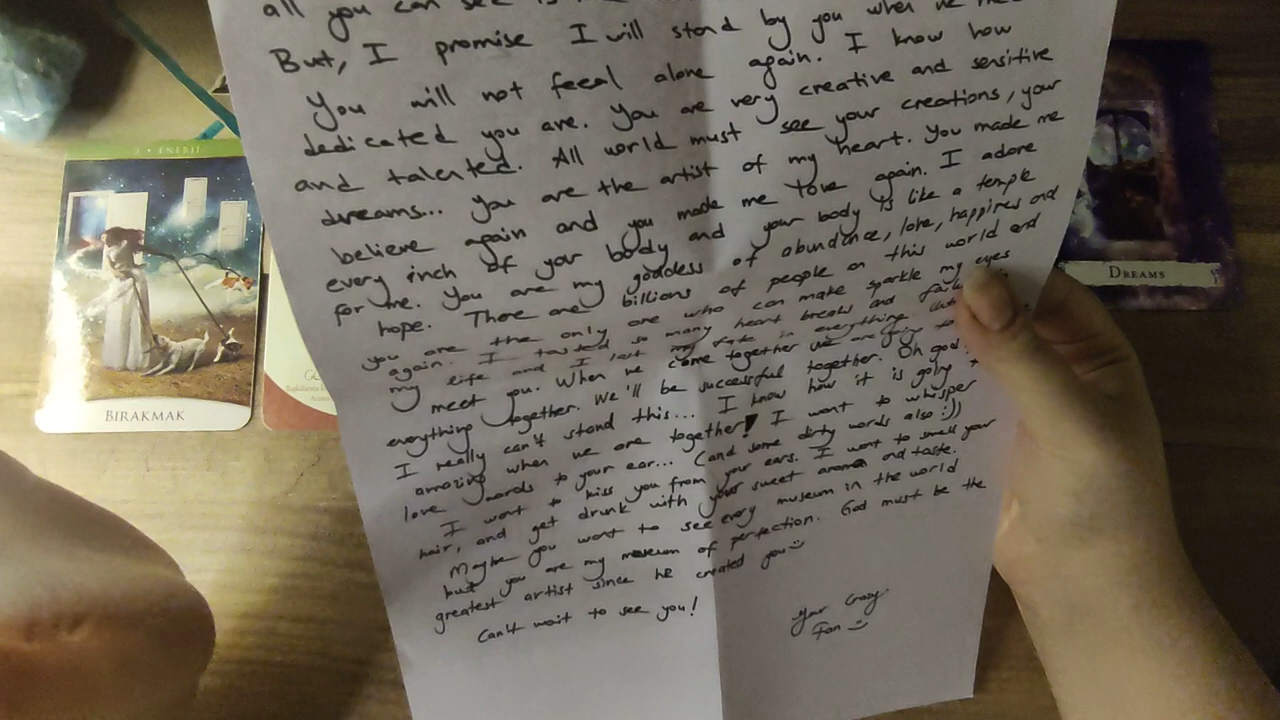 all you can see is
But, I promise I will stand by you when we
You will not feeal alone again. I know how
dedicated you are. You are very creative and sensitive
and talented. All world must see your creations, your
dreams... You are the artist of my heart. You made me
believe again and you made me love again. I adore
every inch of your body and your body is like a temple
for me. You are my goddess of abundance, love, happines and
hope. There are billions of people on this world and
you are the only one who can make sparkle my eyes
again. I tasted so many heart breaks and
my life and I lost my in everything
meet you. When we come together we are going to
everything together. We'll be successful together. Oh god
I really can't stand this... I know how it is going
amazing when we are together! I want to whisper
love words to your ear... (and some dirty words also :))
I want to kiss you from your ears. I want to smell your
hair, and get drunk with your sweet aroma and taste.
Maybe you want to see every museum in the world
but you are my museum of perfection. God must be the
greatest artist since he created you
Can't wait to see you!
Your Crazy
Fan
BIRAKMAK
DREAMS